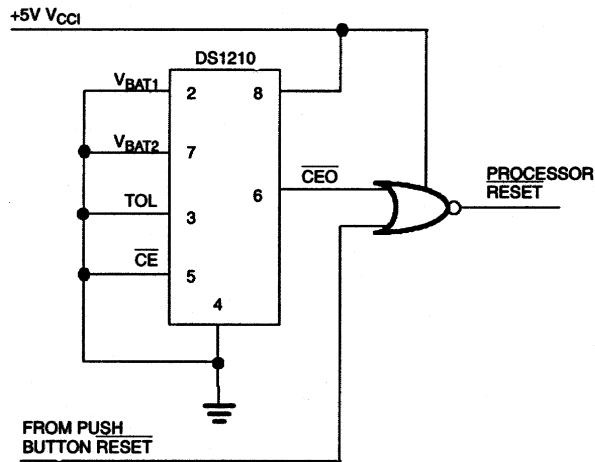 +5V VCCI
DS1210
VBAT1
2
8
VBAT2
7
CEO
6
PROCESSOR
RESET
TOL
3
CE
5
4
FROM PUSH
BUTTON RESET